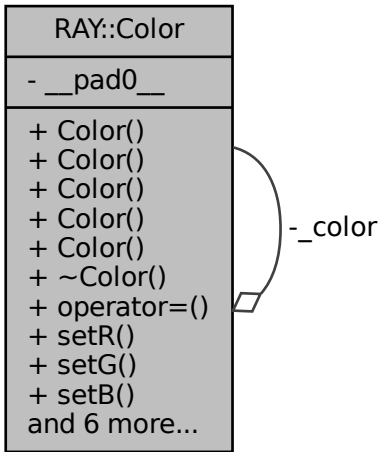 RAY::Color
- __pad0__
+ Color()
+ Color()
+ Color()
+ Color()
+ Color()
+ ~Color()
+ operator=()
+ setR()
+ setG()
+ setB()
and 6 more...
-_color